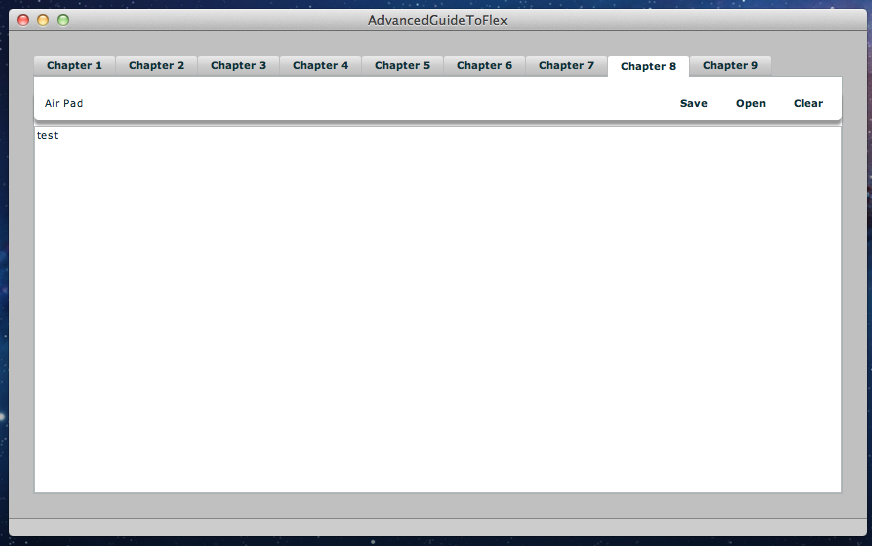 AdvancedGuideToFlex
Chapter 1 Chapter 2 Chapter 3 Chapter 4 Chapter 5 Chapter 6 Chapter 7 Chapter 8 Chapter 9
Air Pad Save Open Clear
test